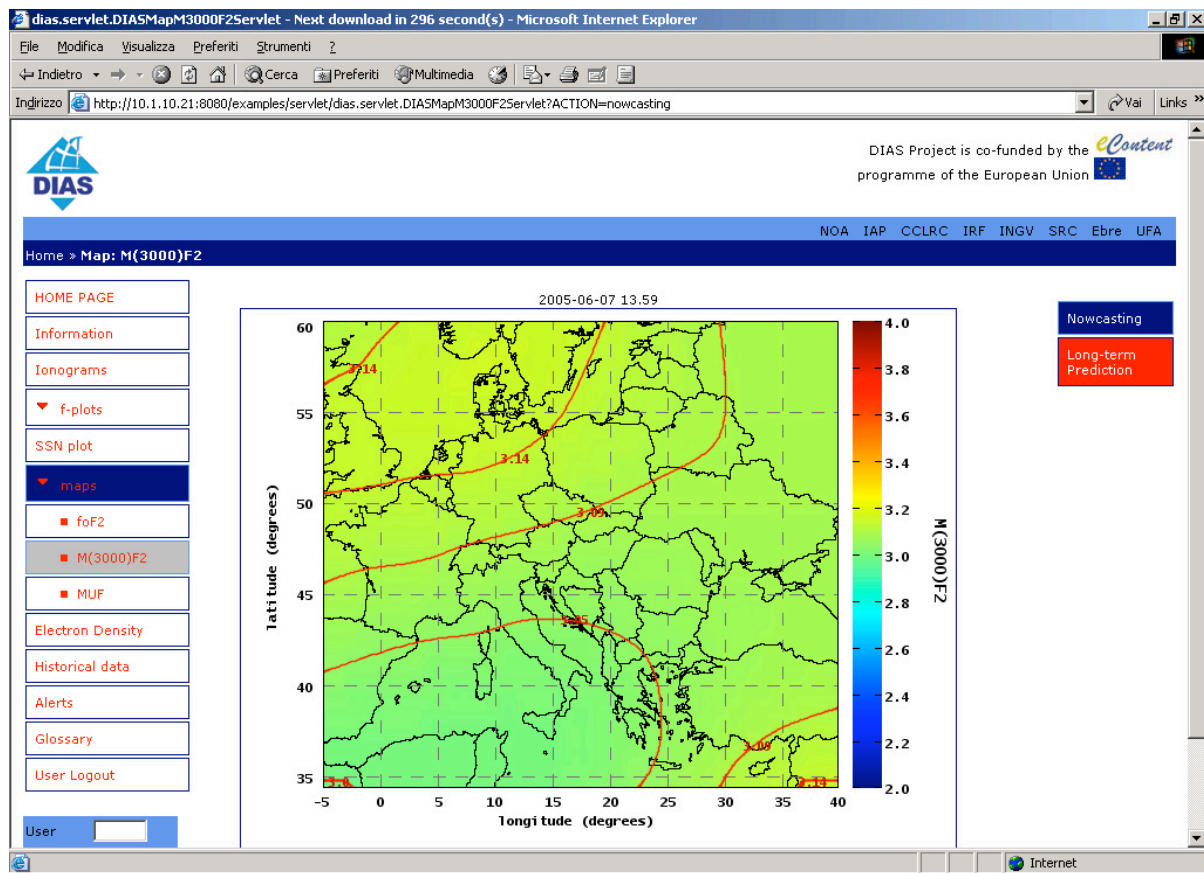 dias.servlet.DIASMapM3000F2Servlet - Next download in 296 second(s) - Microsoft Internet Explorer
File Modifica Visualizza Preferiti Strumenti ?
Indietro Cerca Preferiti Multimedia
Indirizzo http://10.1.10.21:8080/examples/servlet/dias.servlet.DIASMapM3000F2Servlet?ACTION=nowcasting Vai Links »
DIAS
DIAS Project is co-funded by the eContent
programme of the European Union
NOA IAP CCLRC IRF INGV SRC Ebre UFA
Home » Map: M(3000)F2
HOME PAGE
Information
Ionograms
f-plots
SSN plot
maps
foF2
M(3000)F2
MUF
Electron Density
Historical data
Alerts
Glossary
User Logout
User
2005-06-07 13.59
60
55
50
45
40
35
latitude (degrees)
3.14
3.14
3.09
3.05
3.09
3.0
3.14
-5 0 5 10 15 20 25 30 35 40
longitude (degrees)
4.0
3.8
3.6
3.4
3.2
3.0
2.8
2.6
2.4
2.2
2.0
M(3000)F2
Nowcasting
Long-term
Prediction
Internet